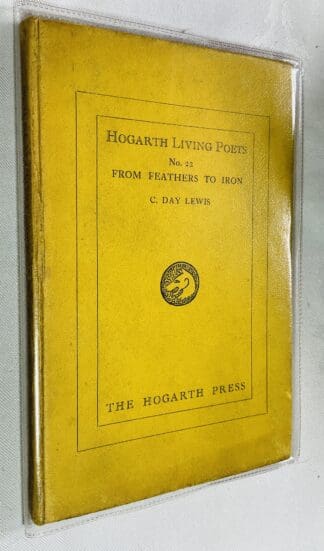 HOGARTH LIVING POETS
No. 22
FROM FEATHERS TO IRON
C. DAY LEWIS
THE HOGARTH PRESS